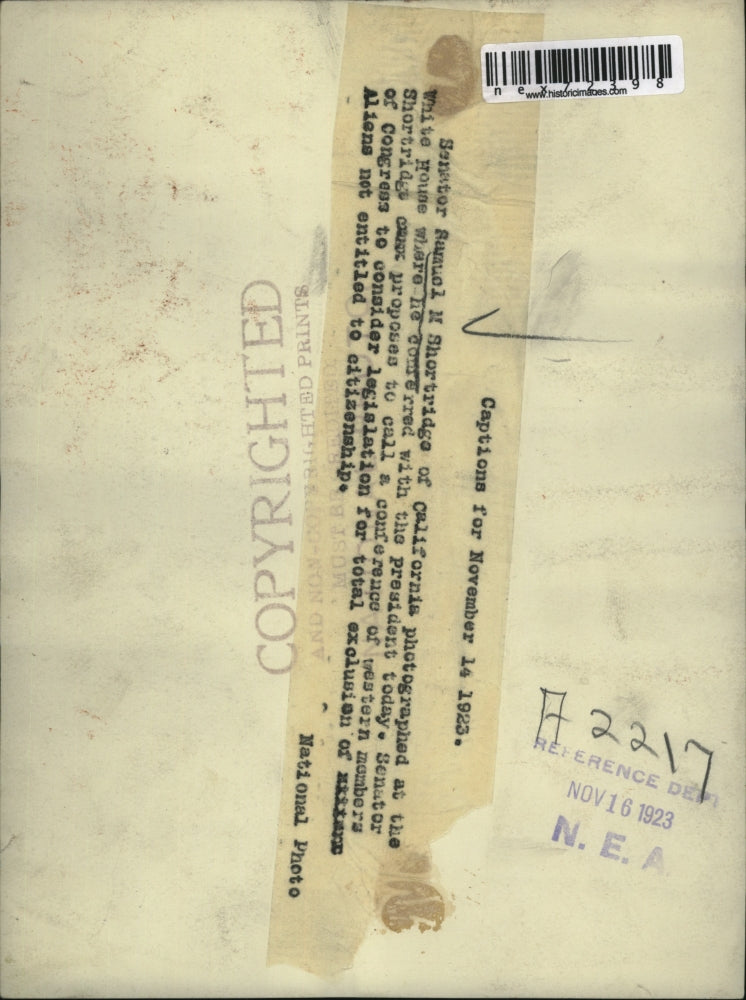 Captions for November 14 1923.
Senator Samuel M Shortridge of California photographed at the
White House where he conferred with the president today. Senator
Shortridge proposes to call a conference of western members
of Congress to consider legislation for total exclusion of
Aliens not entitled to citizenship.
National Photo
COPYRIGHTED
AND NON- PRINTS
A 2217
REFERENCE DEPT
NOV 16 1923
N. E. A
nex22398
www.historicimages.com